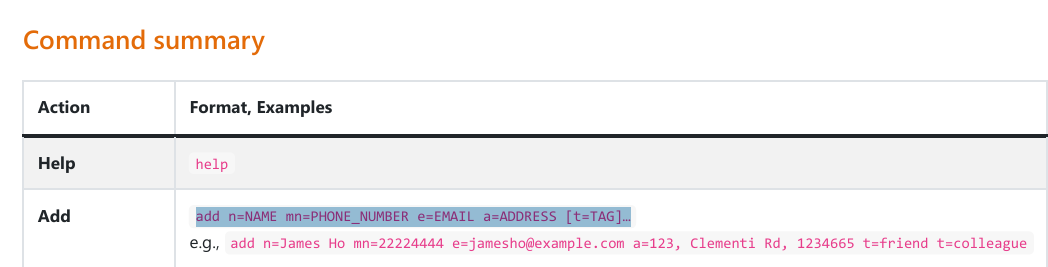 Command summary
Action Format, Examples
Help help
Add add n=NAME mn=PHONE_NUMBER e=EMAIL a=ADDRESS [t=TAG]…
e.g., add n=James Ho mn=22224444 e=jamesho@example.com a=123, Clementi Rd, 1234665 t=friend t=colleague